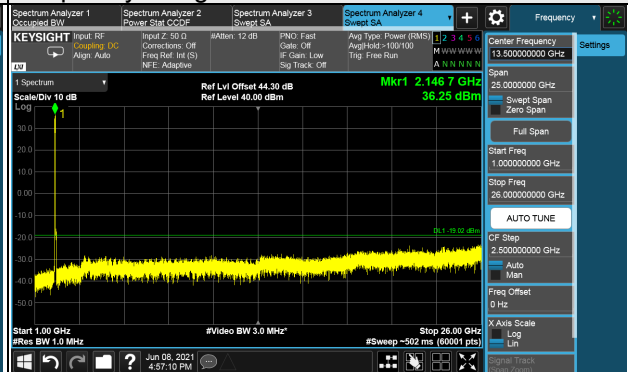 Spectrum Analyzer 1
Occupied BW
Spectrum Analyzer 2
Power Stat CCDF
Spectrum Analyzer 3
Swept SA
Spectrum Analyzer 4
Swept SA
Frequency
KEYSIGHT
Input: RF
Coupling: DC
Align: Auto
Input Z: 50 Ω
Corrections: Off
Freq Ref: Int (S)
NFE: Adaptive
#Atten: 12 dB
PNO: Fast
Gate: Off
IF Gain: Low
Sig Track: Off
Avg Type: Power (RMS)
Avg|Hold:>100/100
Trig: Free Run
1 2 3 4 5 6
M W W W W W
A N N N N N
LXI
1 Spectrum
Scale/Div 10 dB
Log
Ref Lvl Offset 44.30 dB
Ref Level 40.00 dBm
Mkr1 2.146 7 GHz
36.25 dBm
1
30.0
20.0
10.0
0.00
-10.0
-20.0
-30.0
-40.0
-50.0
DL1 -19.02 dBm
Start 1.00 GHz
#Res BW 1.0 MHz
#Video BW 3.0 MHz*
Stop 26.00 GHz
#Sweep ~502 ms (60001 pts)
Jun 08, 2021
4:57:10 PM
Center Frequency
13.500000000 GHz
Settings
Span
25.0000000 GHz
Swept Span
Zero Span
Full Span
Start Freq
1.000000000 GHz
Stop Freq
26.000000000 GHz
AUTO TUNE
CF Step
2.500000000 GHz
Auto
Man
Freq Offset
0 Hz
X Axis Scale
Log
Lin
Signal Track
(Span Zoom)